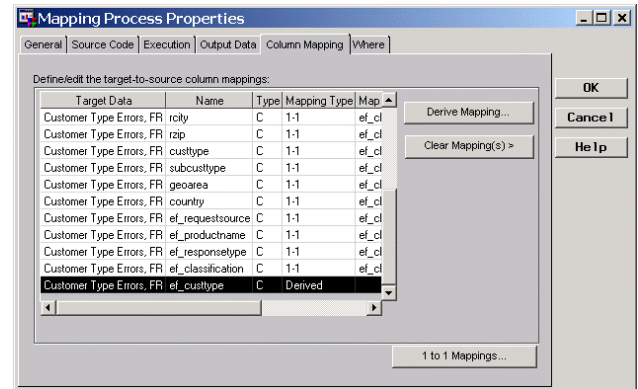 Mapping Process Properties
General Source Code Execution Output Data Column Mapping Where
Define/edit the target-to-source column mappings:
Target Data Name Type Mapping Type Map
Customer Type Errors, FR rcity C 1-1 ef_cl
Customer Type Errors, FR rzip C 1-1 ef_cl
Customer Type Errors, FR custtype C 1-1 ef_cl
Customer Type Errors, FR subcusttype C 1-1 ef_cl
Customer Type Errors, FR geoarea C 1-1 ef_cl
Customer Type Errors, FR country C 1-1 ef_cl
Customer Type Errors, FR ef_requestsource C 1-1 ef_cl
Customer Type Errors, FR ef_productname C 1-1 ef_cl
Customer Type Errors, FR ef_responsetype C 1-1 ef_cl
Customer Type Errors, FR ef_classification C 1-1 ef_cl
Customer Type Errors, FR ef_custtype C Derived
Derive Mapping...
Clear Mapping(s) >
1 to 1 Mappings...
OK
Cancel
Help